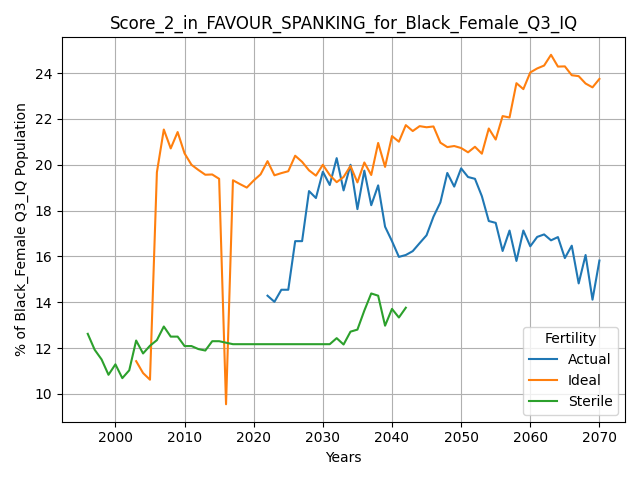 Score_2_in_FAVOUR_SPANKING_for_Black_Female_Q3_IQ
% of Black_Female Q3_IQ Population
24
22
20
18
16
14
12
10
Fertility
Actual
Ideal
Sterile
2000 2010 2020 2030 2040 2050 2060 2070
Years